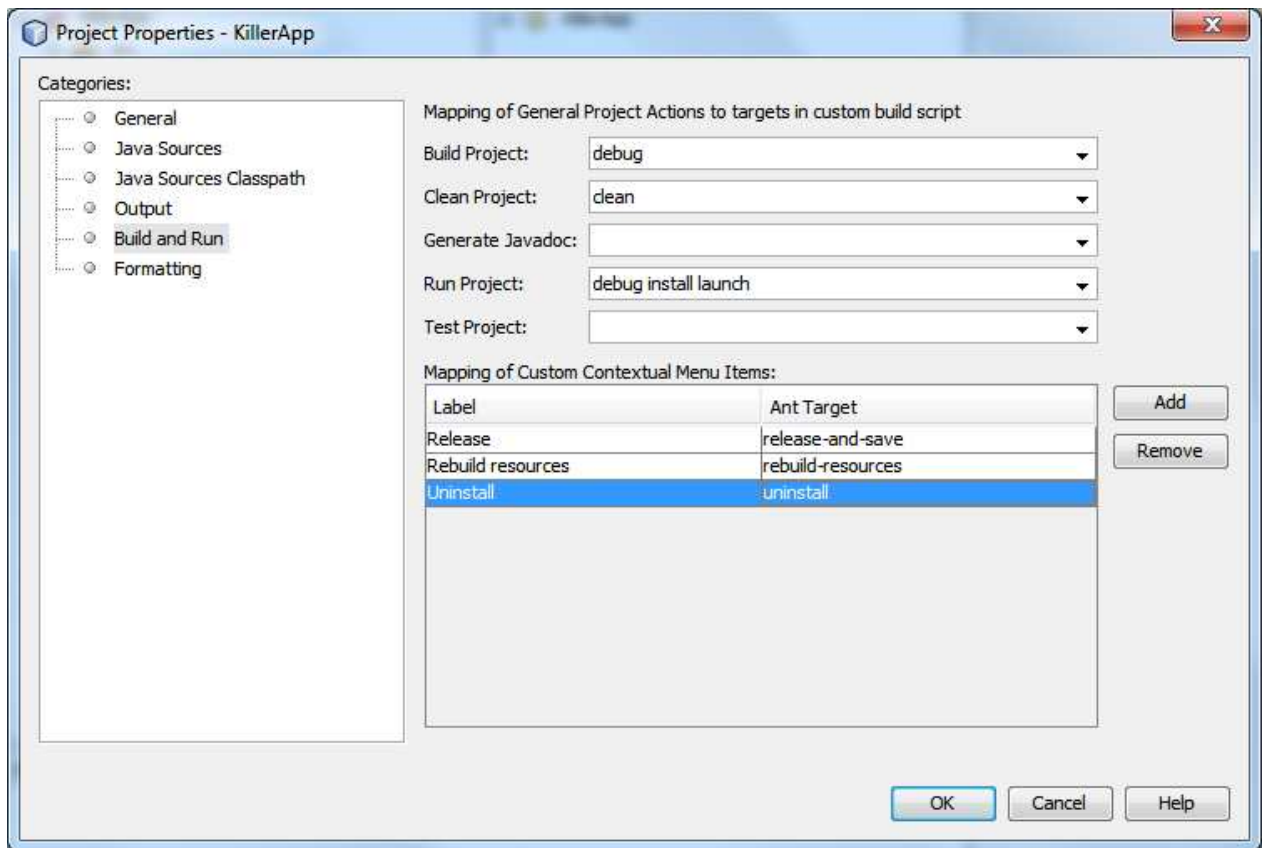 Project Properties - KillerApp
Categories:
General
Java Sources
Java Sources Classpath
Output
Build and Run
Formatting
Mapping of General Project Actions to targets in custom build script
Build Project: debug
Clean Project: clean
Generate Javadoc:
Run Project: debug install launch
Test Project:
Mapping of Custom Contextual Menu Items:
Label Ant Target
Release release-and-save
Rebuild resources rebuild-resources
Uninstall uninstall
Add
Remove
OK Cancel Help